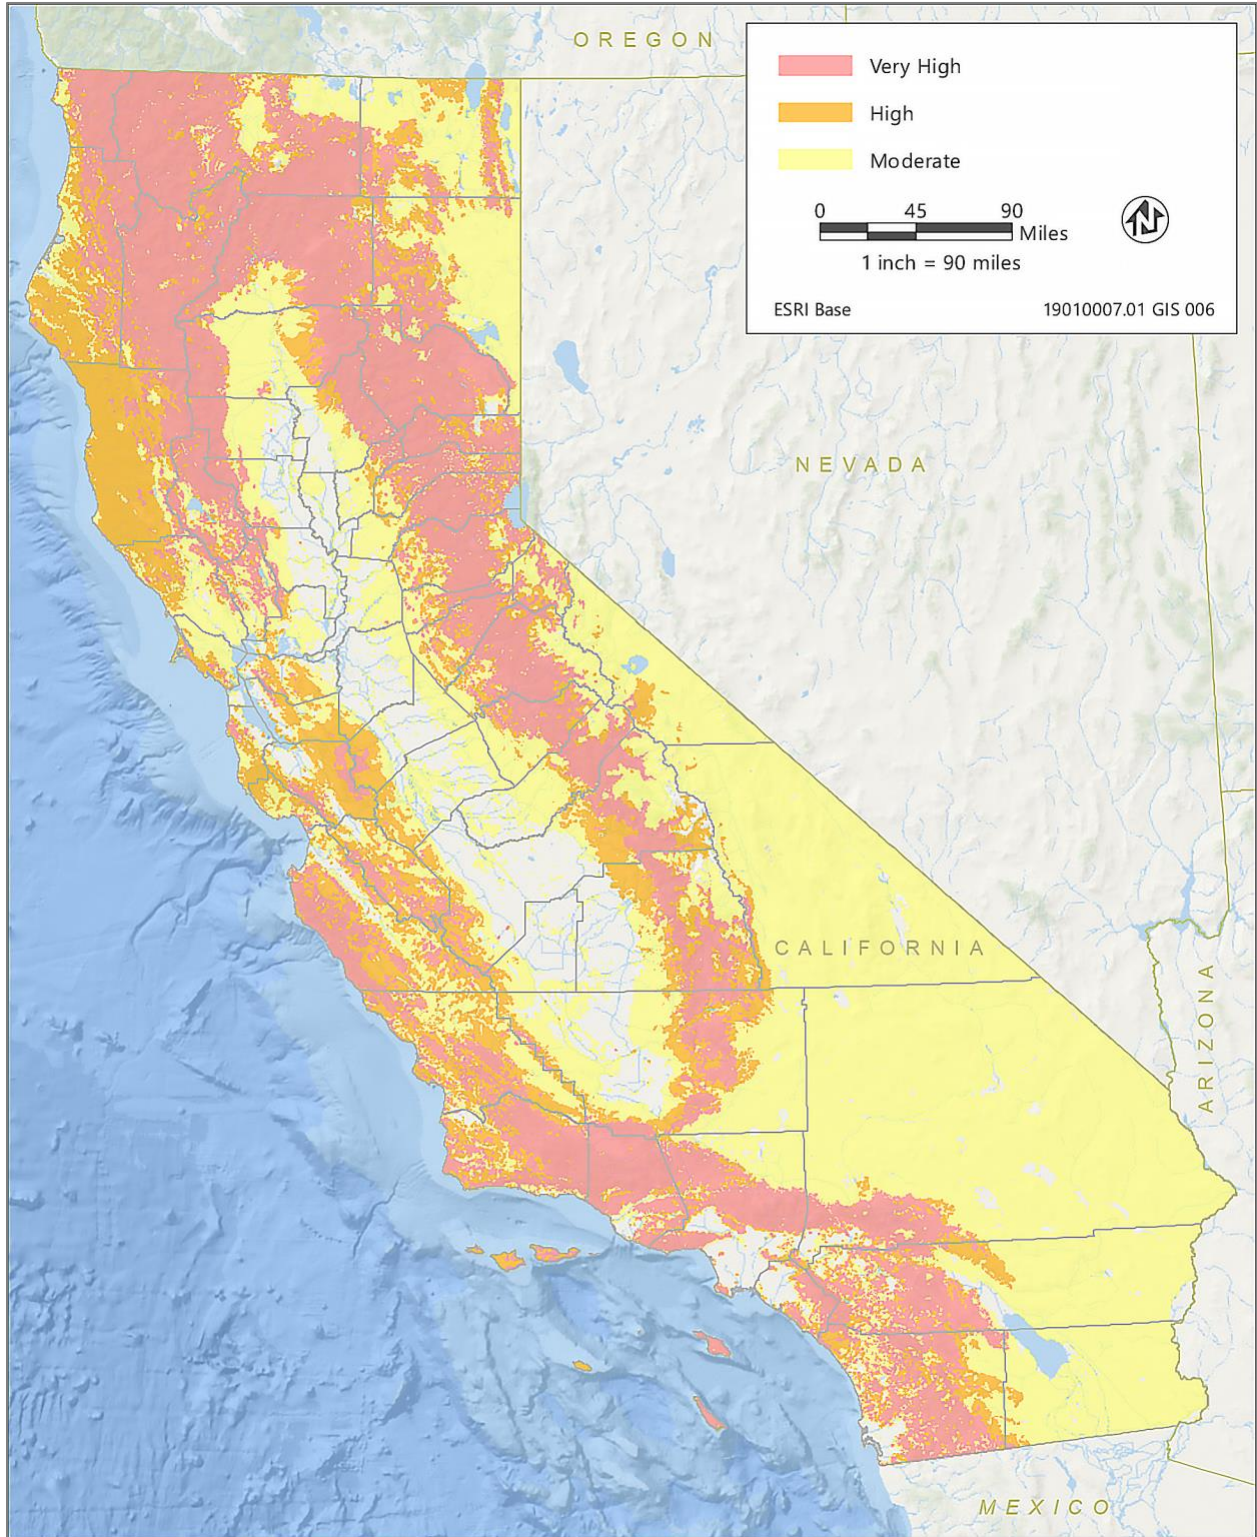 OREGON
Very High
High
Moderate
0 45 90
Miles
1 inch = 90 miles
ESRI Base 19010007.01 GIS 006
N
NEVADA
CALIFORNIA
ARIZONA
MEXICO